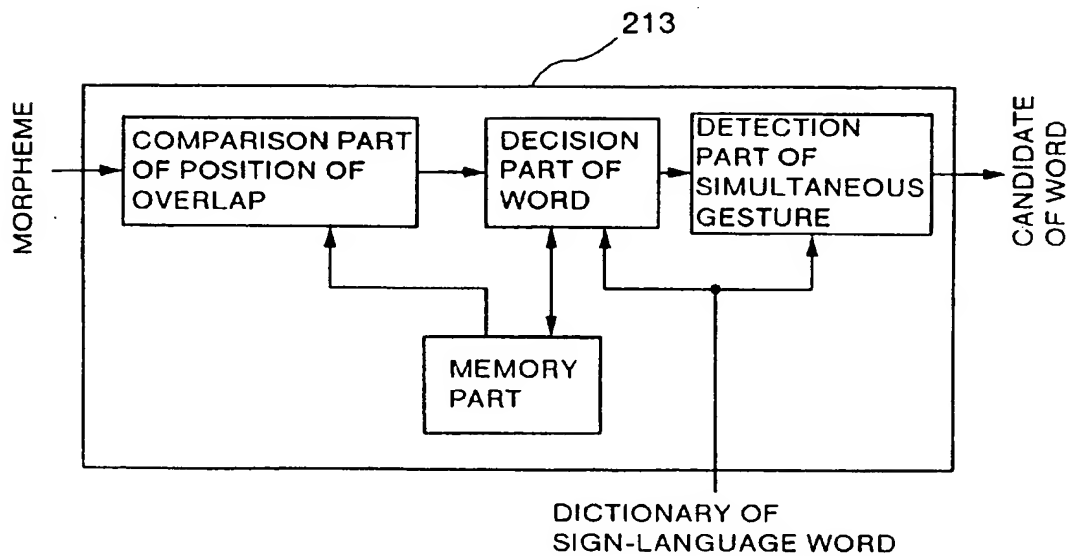 213
MORPHEME
COMPARISON PART
OF POSITION OF
OVERLAP
DECISION
PART OF
WORD
DETECTION
PART OF
SIMULTANEOUS
GESTURE
CANDIDATE
OF WORD
MEMORY
PART
DICTIONARY OF
SIGN-LANGUAGE WORD